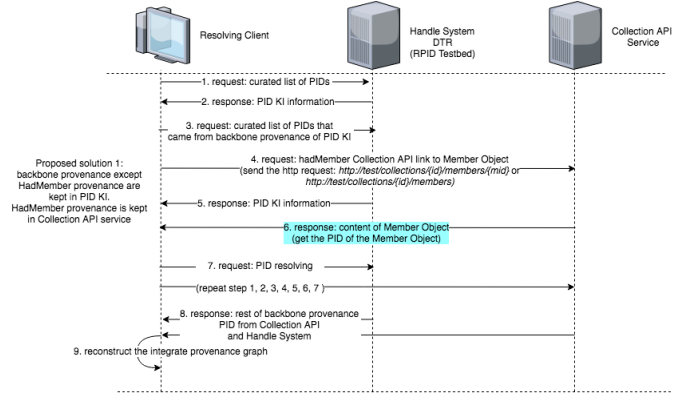 Resolving Client
Handle System
DTR
(RPID Testbed)
Collection API
Service
1. request: curated list of PIDs
2. response: PID KI information
3. request: curated list of PIDs that
came from backbone provenance of PID KI
Proposed solution 1:
backbone provenance except
HadMember provenance are
kept in PID KI.
HadMember provenance is kept
in Collection API service
4. request: hadMember Collection API link to Member Object
(send the http request: http://test/collections/{id}/members/{mid} or
http://test/collections/{id}/members)
5. response: PID KI information
6. response: content of Member Object
(get the PID of the Member Object)
7. request: PID resolving
(repeat step 1, 2, 3, 4, 5, 6, 7 )
8. response: rest of backbone provenance
PID from Collection API
and Handle System
9. reconstruct the integrate provenance graph